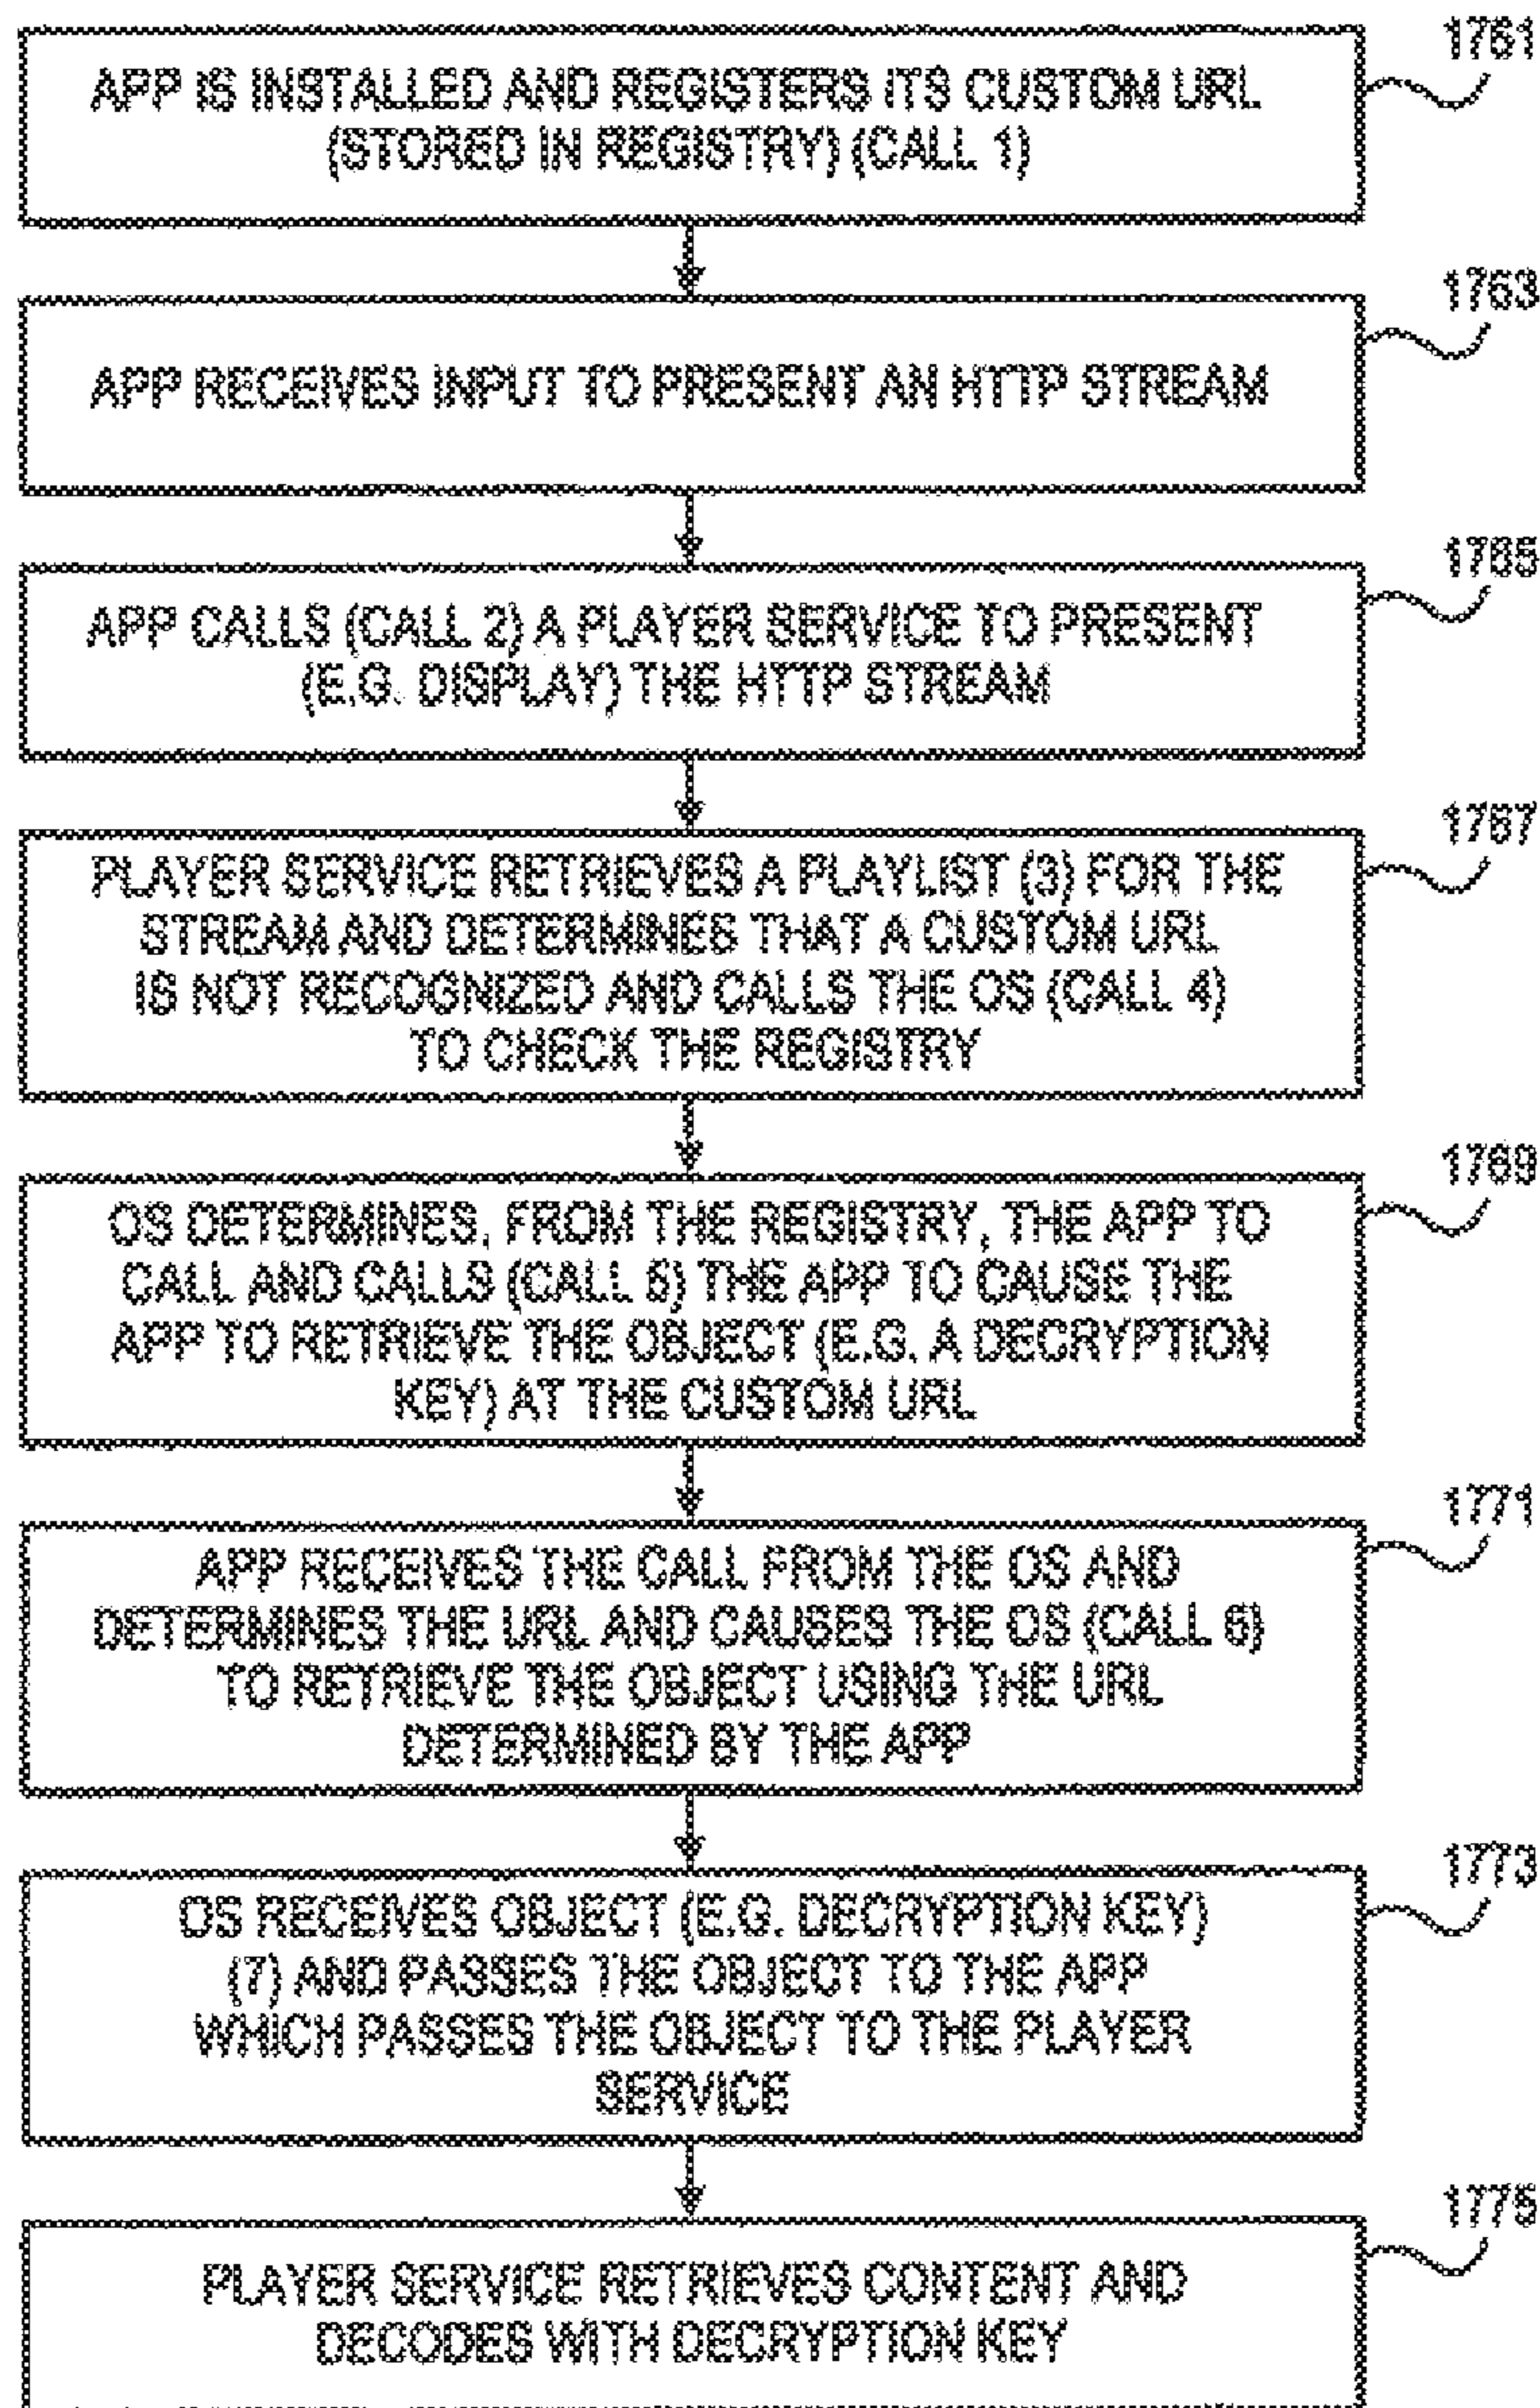 1761
APP IS INSTALLED AND REGISTERS ITS CUSTOM URL
(STORED IN REGISTRY) (CALL 1)
1763
APP RECEIVES INPUT TO PRESENT AN HTTP STREAM
1765
APP CALLS (CALL 2) A PLAYER SERVICE TO PRESENT
(E.G. DISPLAY) THE HTTP STREAM
1767
PLAYER SERVICE RETRIEVES A PLAYLIST (3) FOR THE
STREAM AND DETERMINES THAT A CUSTOM URL
IS NOT RECOGNIZED AND CALLS THE OS (CALL 4)
TO CHECK THE REGISTRY
1769
OS DETERMINES, FROM THE REGISTRY, THE APP TO
CALL AND CALLS (CALL 5) THE APP TO CAUSE THE
APP TO RETRIEVE THE OBJECT (E.G. A DECRYPTION
KEY) AT THE CUSTOM URL
1771
APP RECEIVES THE CALL FROM THE OS AND
DETERMINES THE URL AND CAUSES THE OS (CALL 6)
TO RETRIEVE THE OBJECT USING THE URL
DETERMINED BY THE APP
1773
OS RECEIVES OBJECT (E.G. DECRYPTION KEY)
(7) AND PASSES THE OBJECT TO THE APP
WHICH PASSES THE OBJECT TO THE PLAYER
SERVICE
1775
PLAYER SERVICE RETRIEVES CONTENT AND
DECODES WITH DECRYPTION KEY